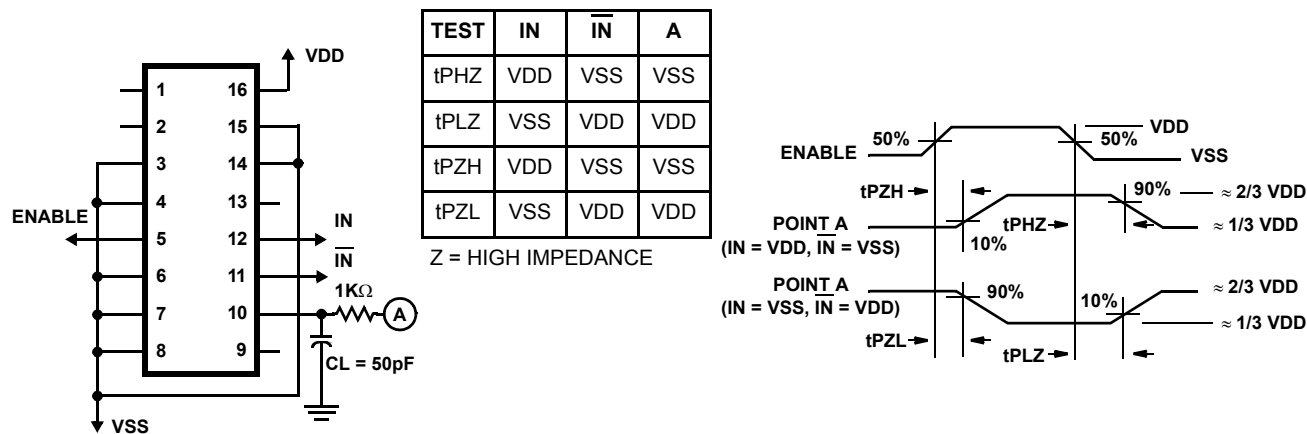 VDD
1 16
2 15
3 14
4 13
ENABLE
5 12
IN
6 11
I̅N̅
7 10
1KΩ
A
8 9
CL = 50pF
VSS
TEST IN I̅N̅ A
tPHZ VDD VSS VSS
tPLZ VSS VDD VDD
tPZH VDD VSS VSS
tPZL VSS VDD VDD
Z = HIGH IMPEDANCE
ENABLE
50%
50%
VDD
VSS
tPZH
90%
≈ 2/3 VDD
POINT A
(IN = VDD, I̅N̅ = VSS)
10%
tPHZ
≈ 1/3 VDD
POINT A
(IN = VSS, I̅N̅ = VDD)
90%
10%
≈ 2/3 VDD
≈ 1/3 VDD
tPZL
tPLZ